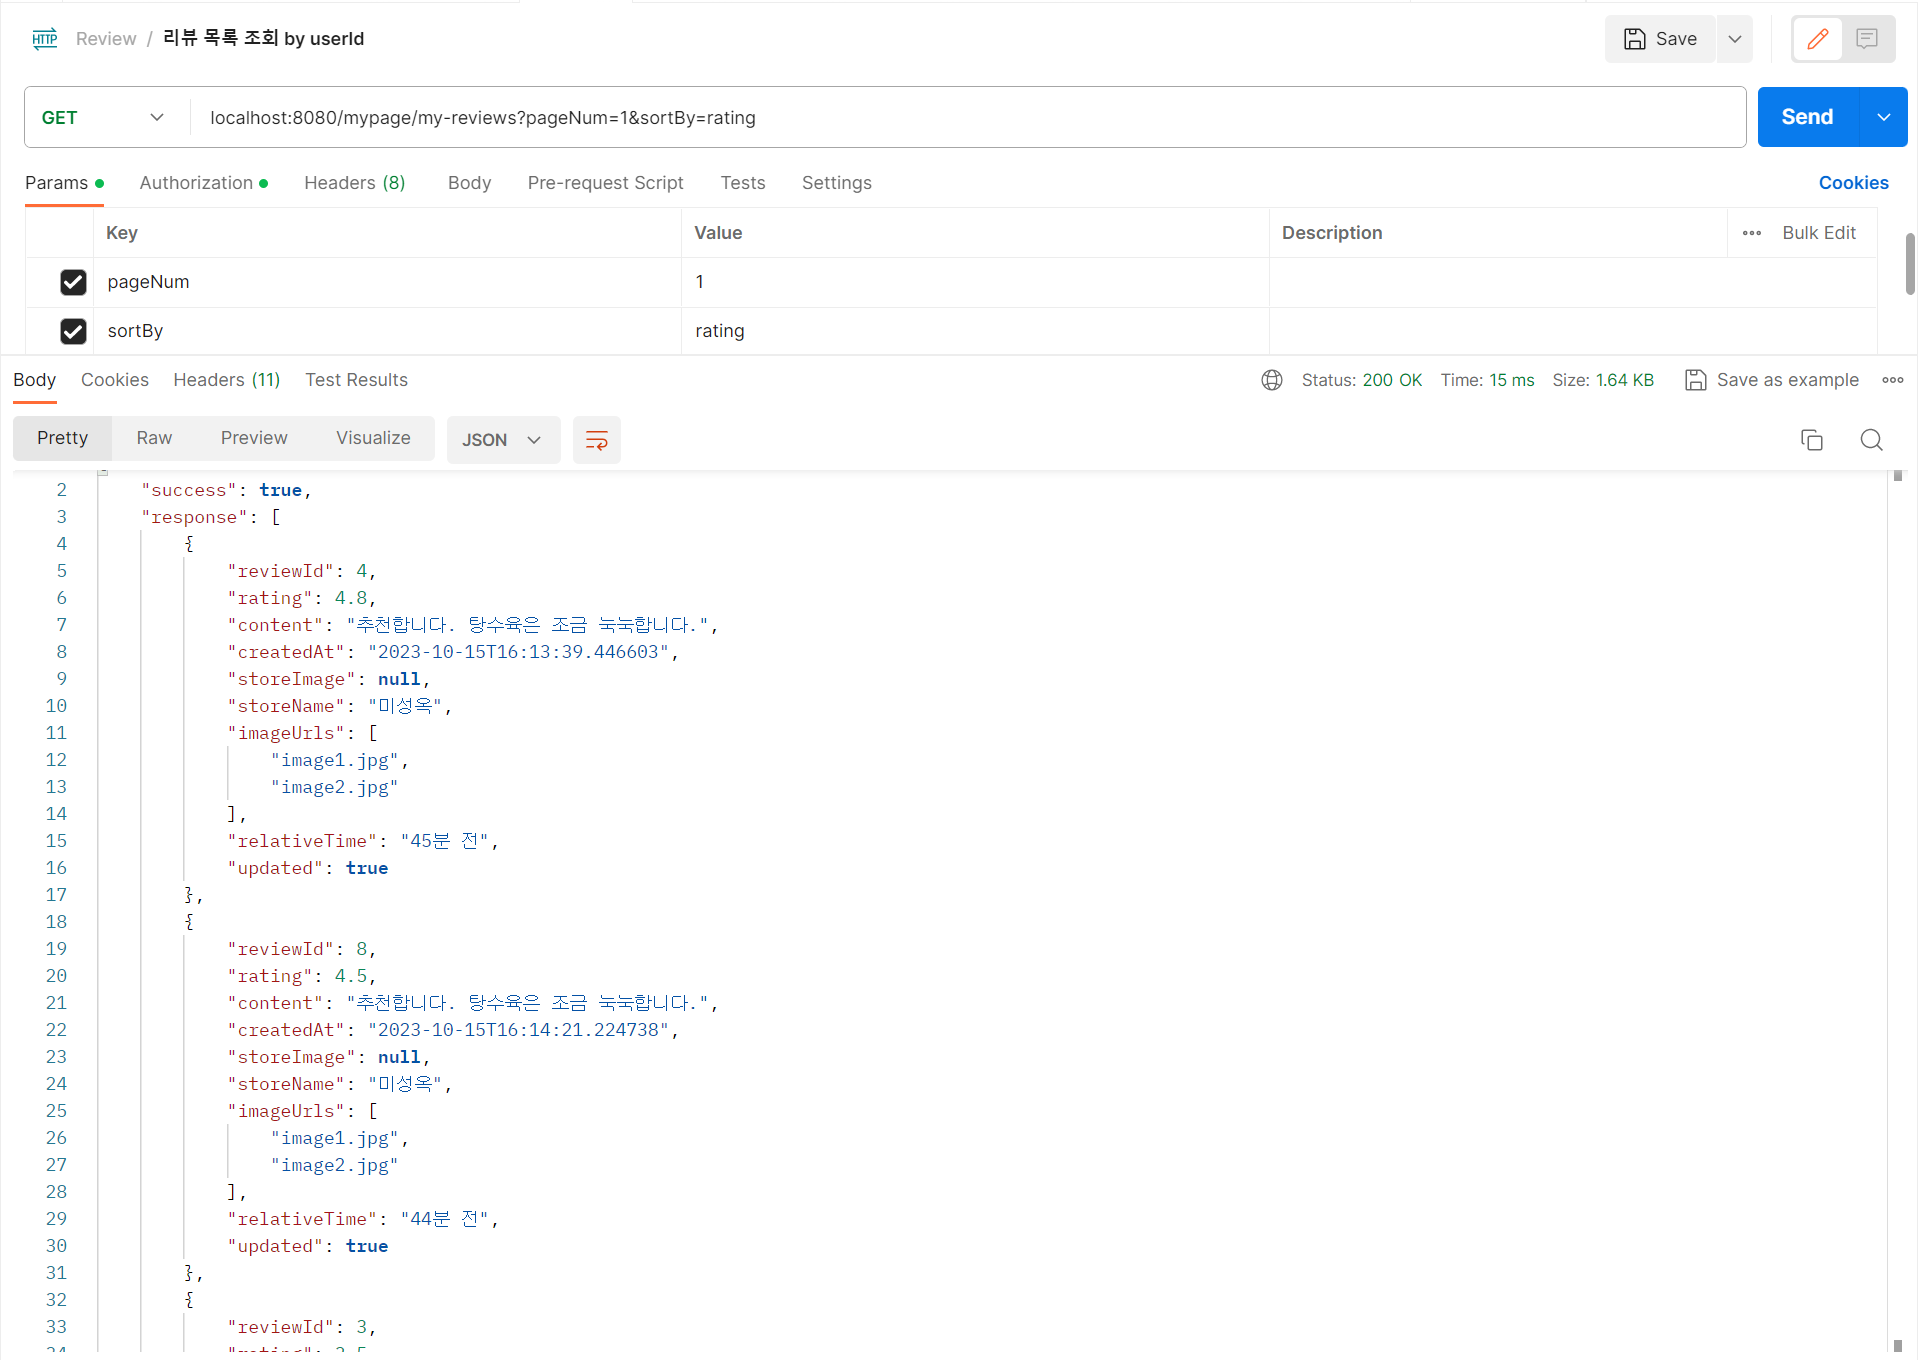 HTTP Review / 리뷰 목록 조회 by userId Save
GET localhost:8080/mypage/my-reviews?pageNum=1&sortBy=rating Send
Params Authorization Headers (8) Body Pre-request Script Tests Settings Cookies
Key Value Description ••• Bulk Edit
pageNum 1
sortBy rating
Body Cookies Headers (11) Test Results Status: 200 OK Time: 15 ms Size: 1.64 KB Save as example •••
Pretty Raw Preview Visualize JSON
2 "success": true,
3 "response": [
4 {
5 "reviewId": 4,
6 "rating": 4.8,
7 "content": "추천합니다. 탕수육은 조금 눅눅합니다.",
8 "createdAt": "2023-10-15T16:13:39.446603",
9 "storeImage": null,
10 "storeName": "미성옥",
11 "imageUrls": [
12 "image1.jpg",
13 "image2.jpg"
14 ],
15 "relativeTime": "45분 전",
16 "updated": true
17 },
18 {
19 "reviewId": 8,
20 "rating": 4.5,
21 "content": "추천합니다. 탕수육은 조금 눅눅합니다.",
22 "createdAt": "2023-10-15T16:14:21.224738",
23 "storeImage": null,
24 "storeName": "미성옥",
25 "imageUrls": [
26 "image1.jpg",
27 "image2.jpg"
28 ],
29 "relativeTime": "44분 전",
30 "updated": true
31 },
32 {
33 "reviewId": 3,